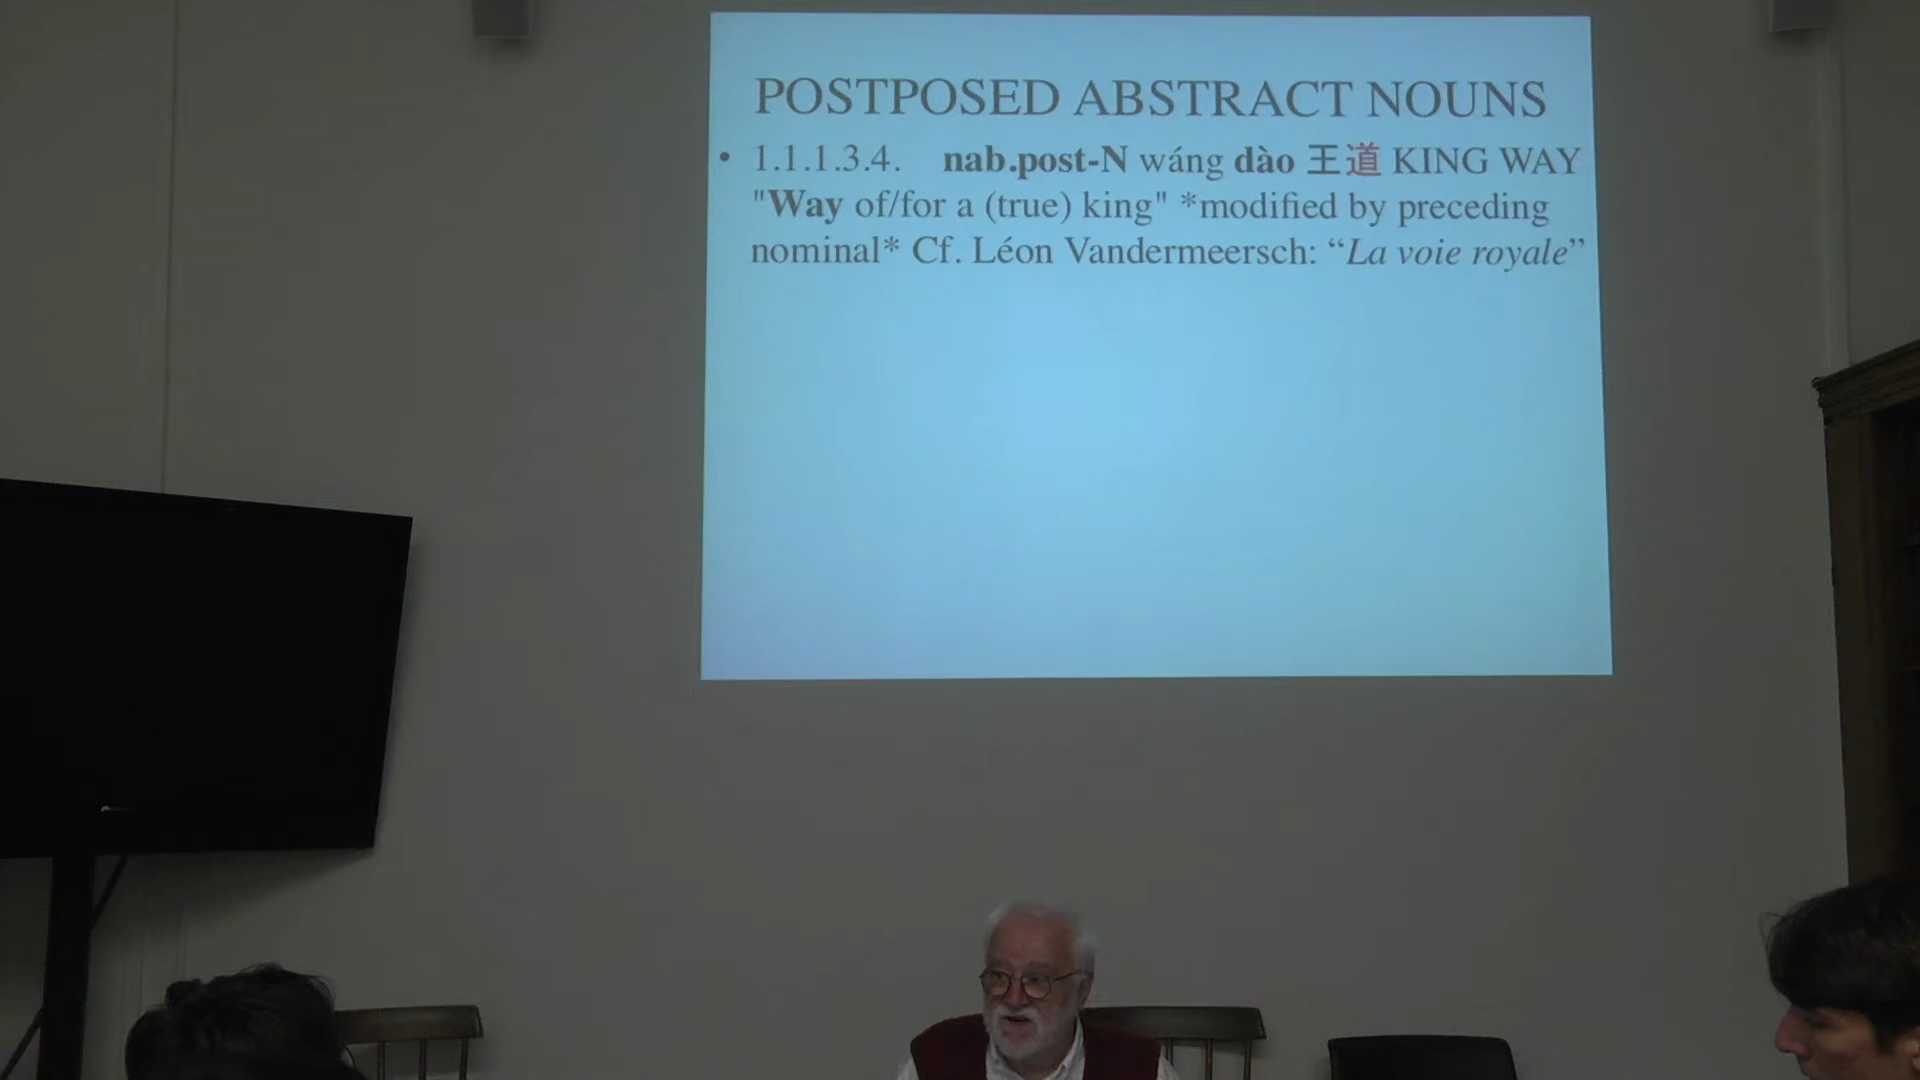 POSTPOSED ABSTRACT NOUNS
• 1.1.1.3.4. nab.post-N wáng dào 王道 KING WAY
"Way of/for a (true) king" *modified by preceding
nominal* Cf. Léon Vandermeersch: “La voie royale”